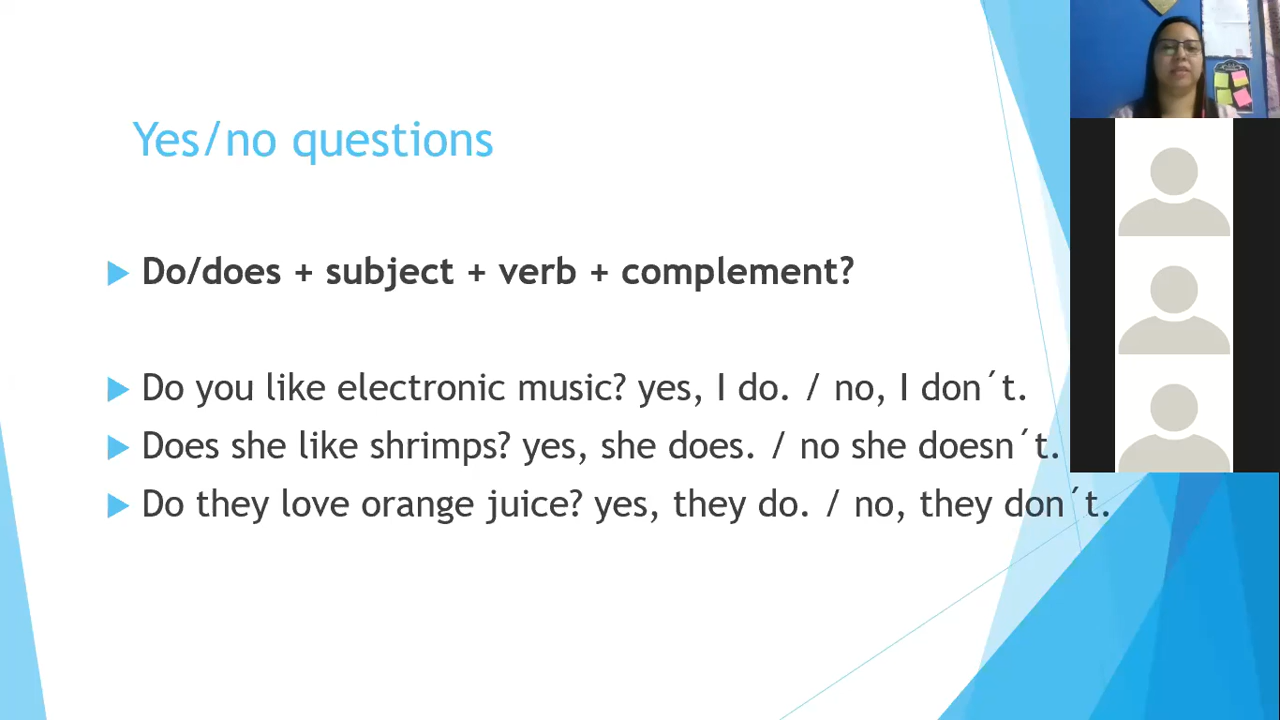 Yes/no questions
Do/does + subject + verb + complement?
Do you like electronic music? yes, I do. / no, I don´t.
Does she like shrimps? yes, she does. / no she doesn´t.
Do they love orange juice? yes, they do. / no, they don´t.